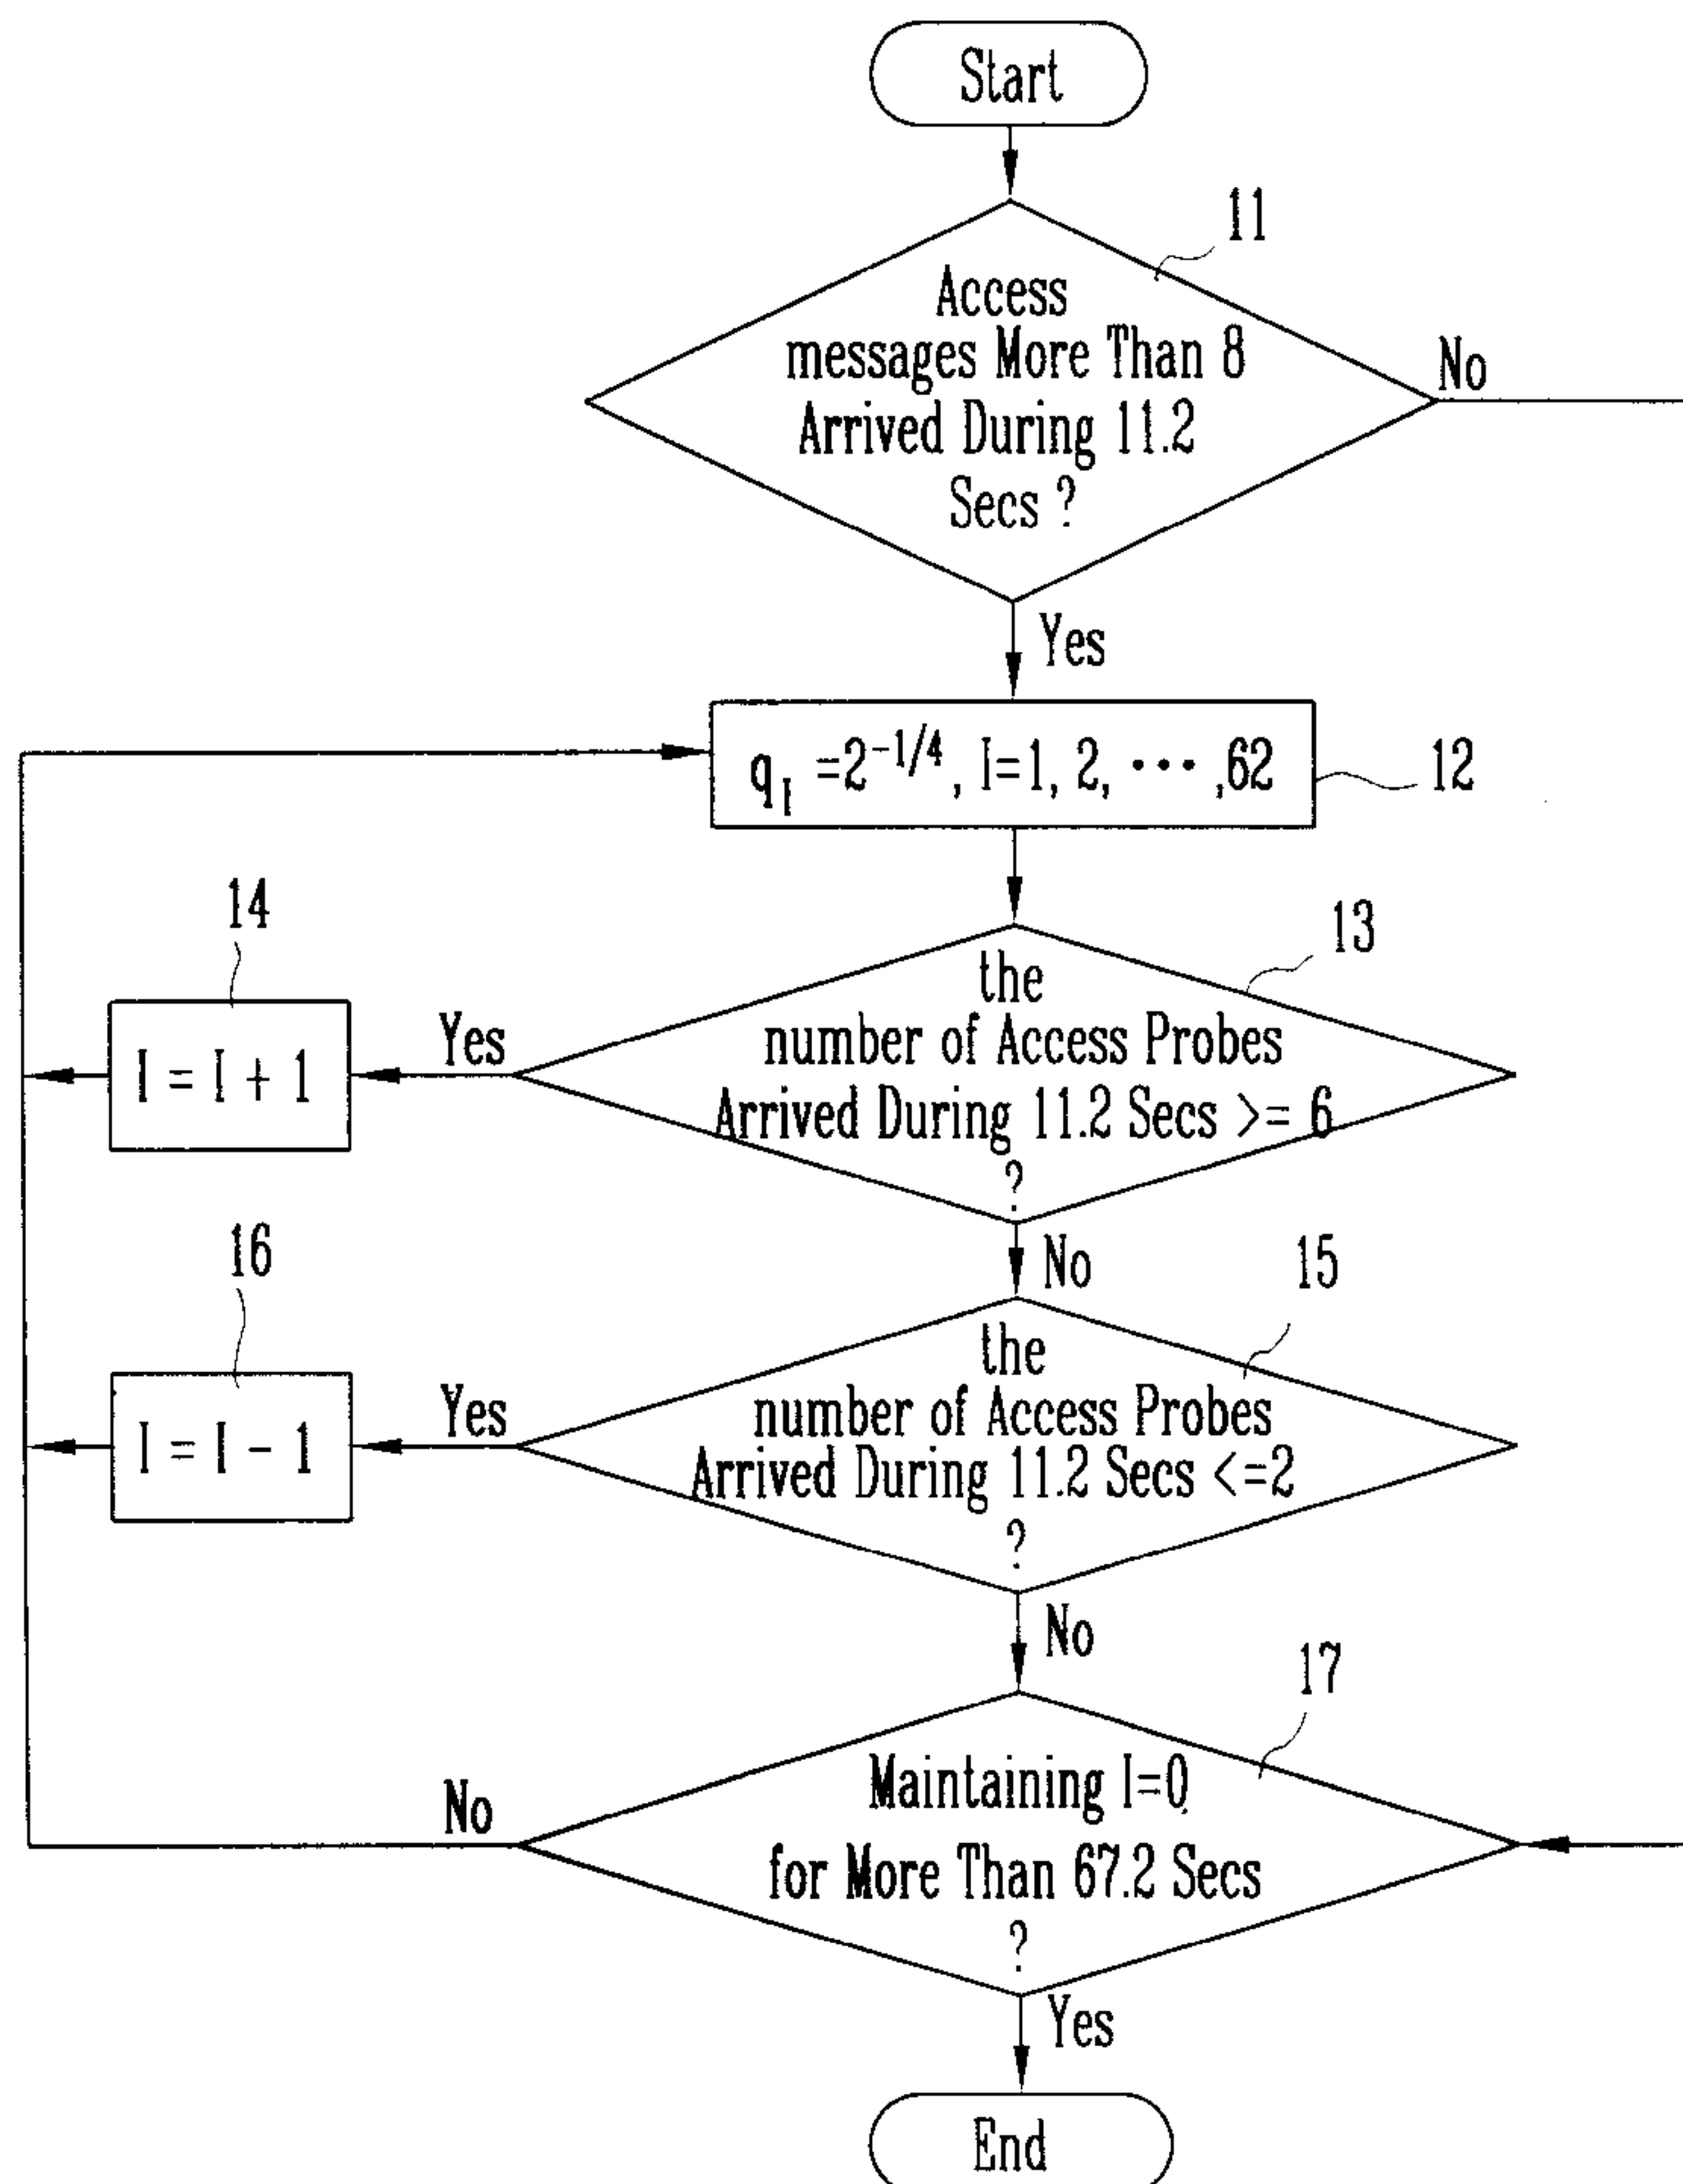 Start
11
Access
messages More Than 8
Arrived During 11.2
Secs ?
No
Yes
q_I =2^-1/4, I=1, 2, ··· ,62
12
13
the
number of Access Probes
Arrived During 11.2 Secs >= 6
?
Yes
14
I = I + 1
No
15
the
number of Access Probes
Arrived During 11.2 Secs <=2
?
Yes
16
I = I - 1
No
17
Maintaining I=0
for More Than 67.2 Secs
?
No
Yes
End